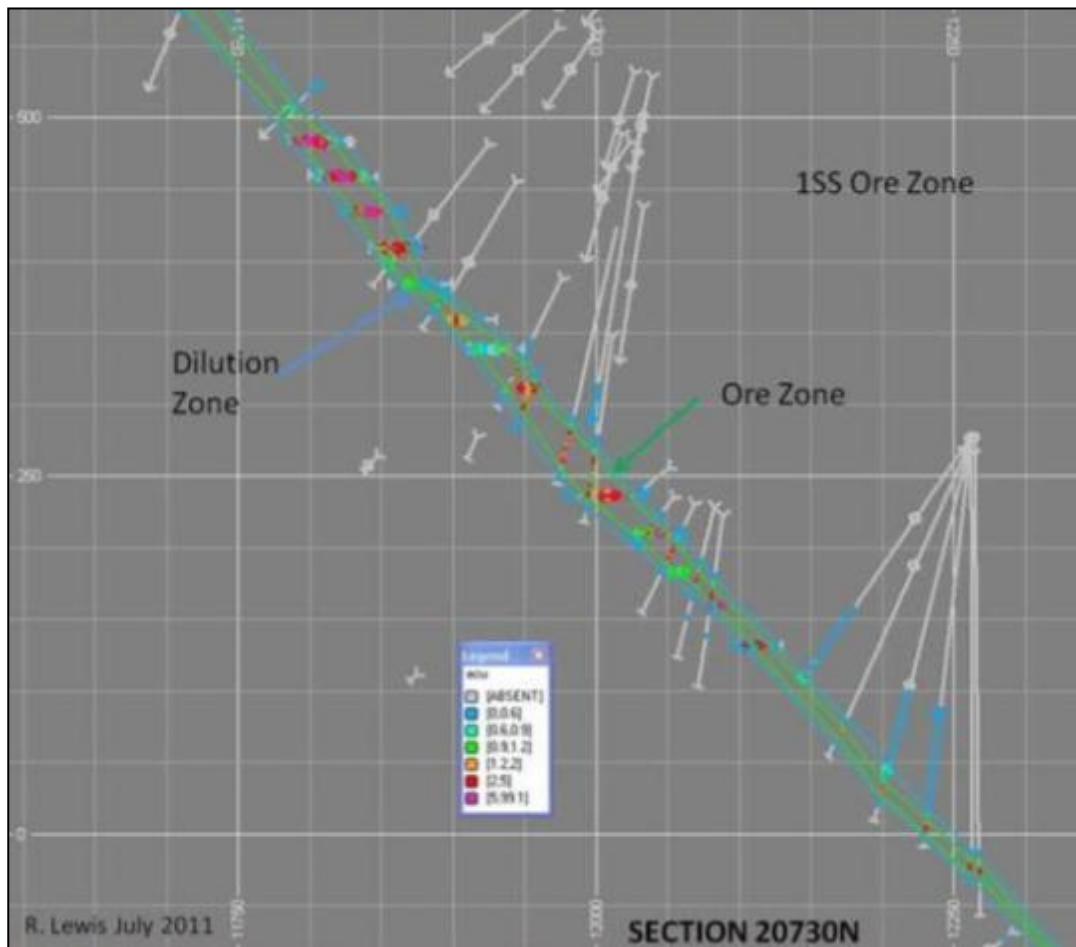 500
1SS Ore Zone
Dilution
Zone
Ore Zone
250
Legend
[ABSENT]
[0,0.6]
[0.6,0.9]
[0.9,1.2]
[1.2,2]
[2,5]
[5,99.1]
0
R. Lewis July 2011
11750
12000
12250
SECTION 20730N